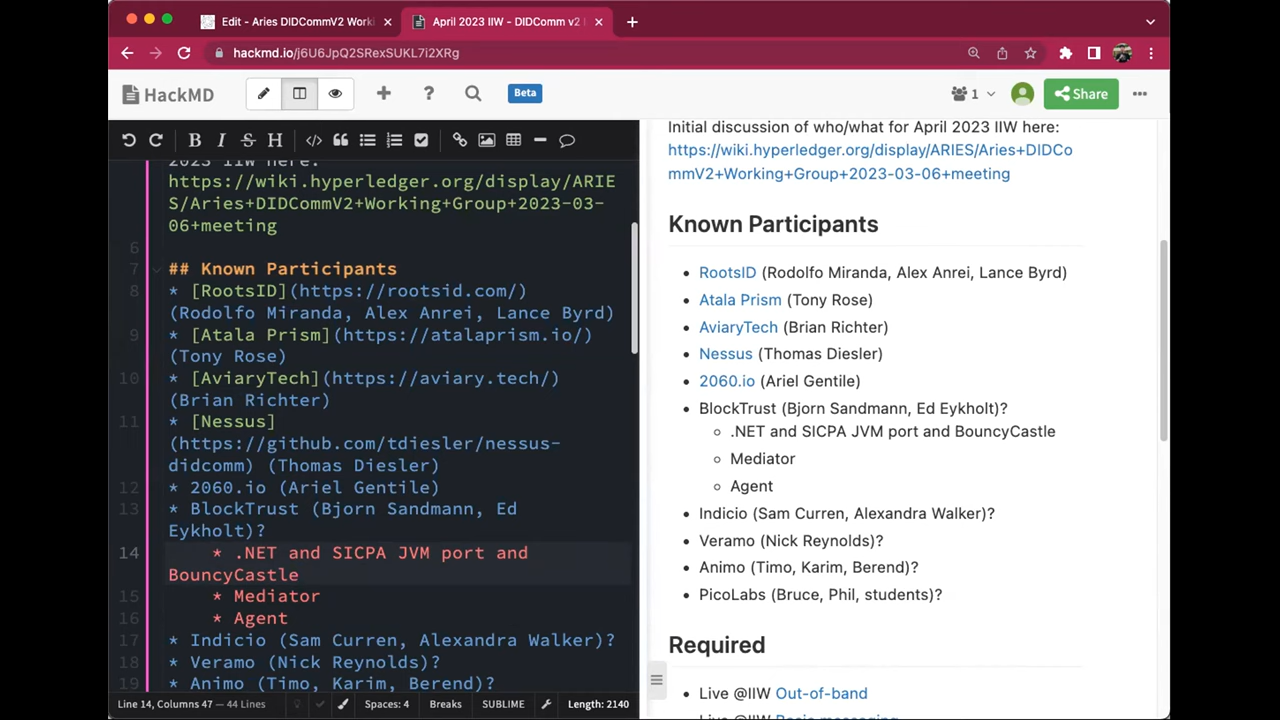 Edit - Aries DIDCommV2 Worki
April 2023 IIW - DIDComm v2
hackmd.io/j6U6JpQ2SRexSUKL7i2XRg
HackMD
Beta
1
Share
2023 IIW here:
https://wiki.hyperledger.org/display/ARIE
S/Aries+DIDCommV2+Working+Group+2023-03-
06+meeting
6
7 ## Known Participants
8 * [RootsID](https://rootsid.com/)
(Rodolfo Miranda, Alex Anrei, Lance Byrd)
9 * [Atala Prism](https://atalaprism.io/)
(Tony Rose)
10 * [AviaryTech](https://aviary.tech/)
(Brian Richter)
11 * [Nessus]
(https://github.com/tdiesler/nessus-
didcomm) (Thomas Diesler)
12 * 2060.io (Ariel Gentile)
13 * BlockTrust (Bjorn Sandmann, Ed
Eykholt)?
14 * .NET and SICPA JVM port and
BouncyCastle
15 * Mediator
16 * Agent
17 * Indicio (Sam Curren, Alexandra Walker)?
18 * Veramo (Nick Reynolds)?
19 * Animo (Timo, Karim, Berend)?
Line 14, Columns 47 — 44 Lines
Spaces: 4
Breaks
SUBLIME
Length: 2140
Initial discussion of who/what for April 2023 IIW here:
https://wiki.hyperledger.org/display/ARIES/Aries+DIDCo
mmV2+Working+Group+2023-03-06+meeting
Known Participants
RootsID (Rodolfo Miranda, Alex Anrei, Lance Byrd)
Atala Prism (Tony Rose)
AviaryTech (Brian Richter)
Nessus (Thomas Diesler)
2060.io (Ariel Gentile)
BlockTrust (Bjorn Sandmann, Ed Eykholt)?
.NET and SICPA JVM port and BouncyCastle
Mediator
Agent
Indicio (Sam Curren, Alexandra Walker)?
Veramo (Nick Reynolds)?
Animo (Timo, Karim, Berend)?
PicoLabs (Bruce, Phil, students)?
Required
Live @IIW Out-of-band
Live @IIW Basic messaging